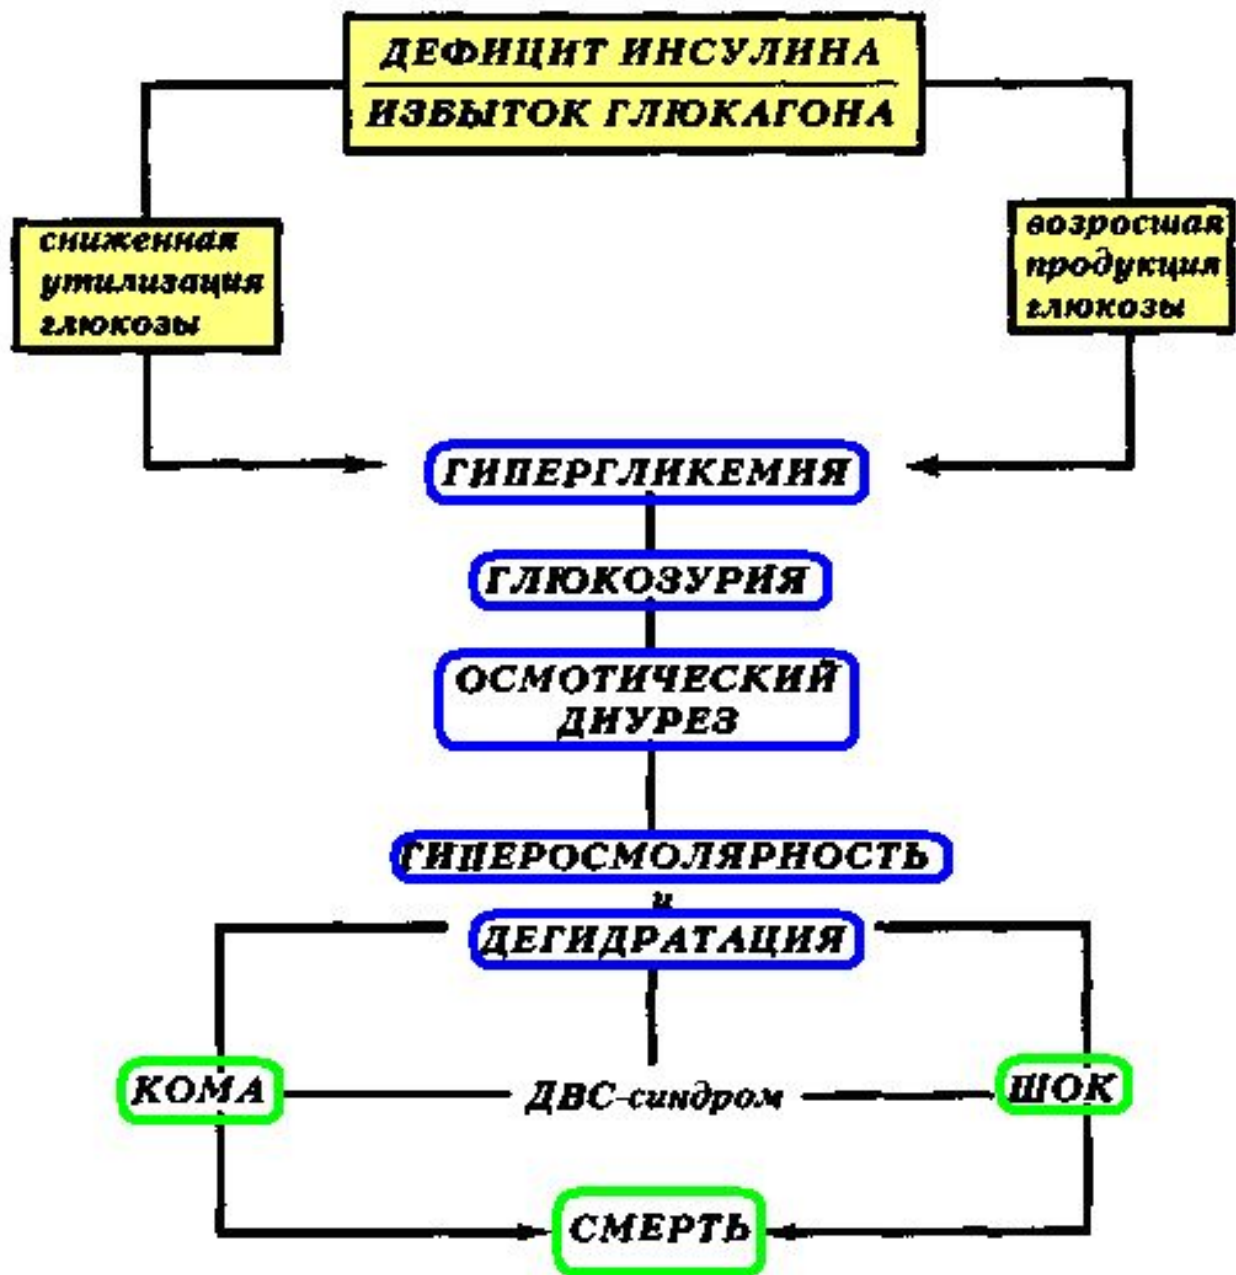 ДЕФИЦИТ ИНСУЛИНА
ИЗБЫТОК ГЛЮКАГОНА
сниженная
утилизация
глюкозы
возросшая
продукция
глюкозы
ГИПЕРГЛИКЕМИЯ
ГЛЮКОЗУРИЯ
ОСМОТИЧЕСКИЙ
ДИУРЕЗ
ГИПЕРОСМОЛЯРНОСТЬ
и
ДЕГИДРАТАЦИЯ
КОМА
ДВС-синдром
ШОК
СМЕРТЬ